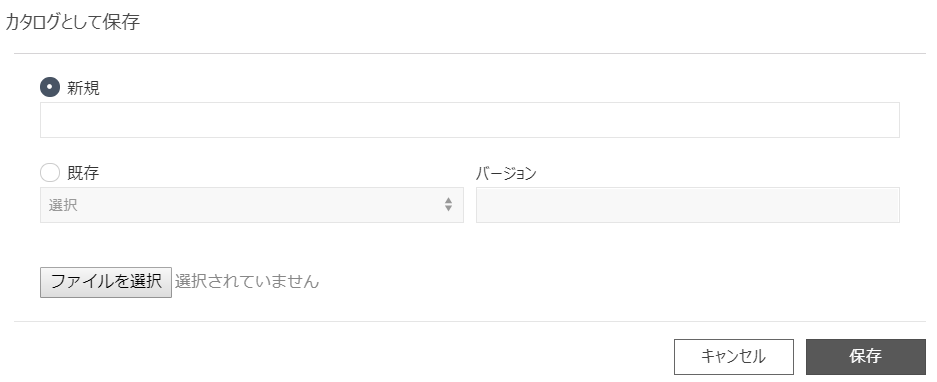 カタログとして保存
新規
既存
バージョン
選択
ファイルを選択 選択されていません
キャンセル 保存